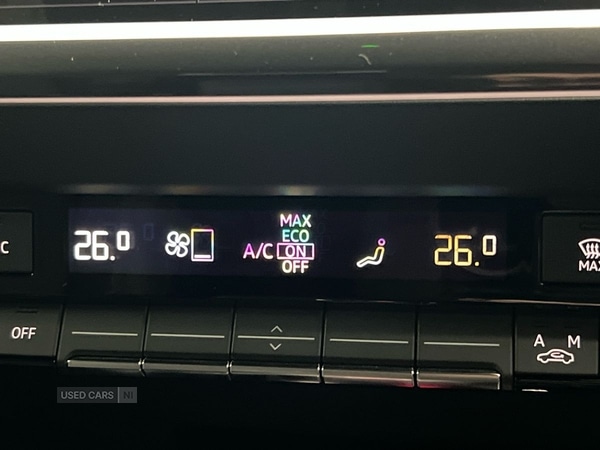 MAX
ECO
26.0 A/C ON 26.0
OFF
C
MAX
OFF
A M
USED CARS NI